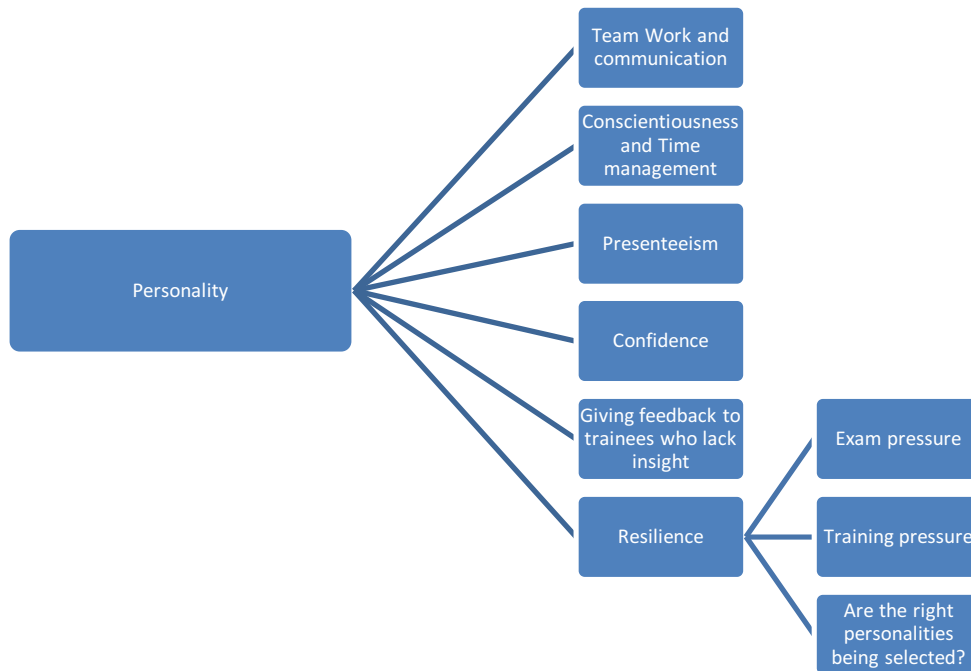 Team Work and
communication
Conscientiousness
and Time
management
Presenteeism
Personality
Confidence
Giving feedback to
trainees who lack
insight
Exam pressure
Resilience
Training pressure
Are the right
personalities
being selected?